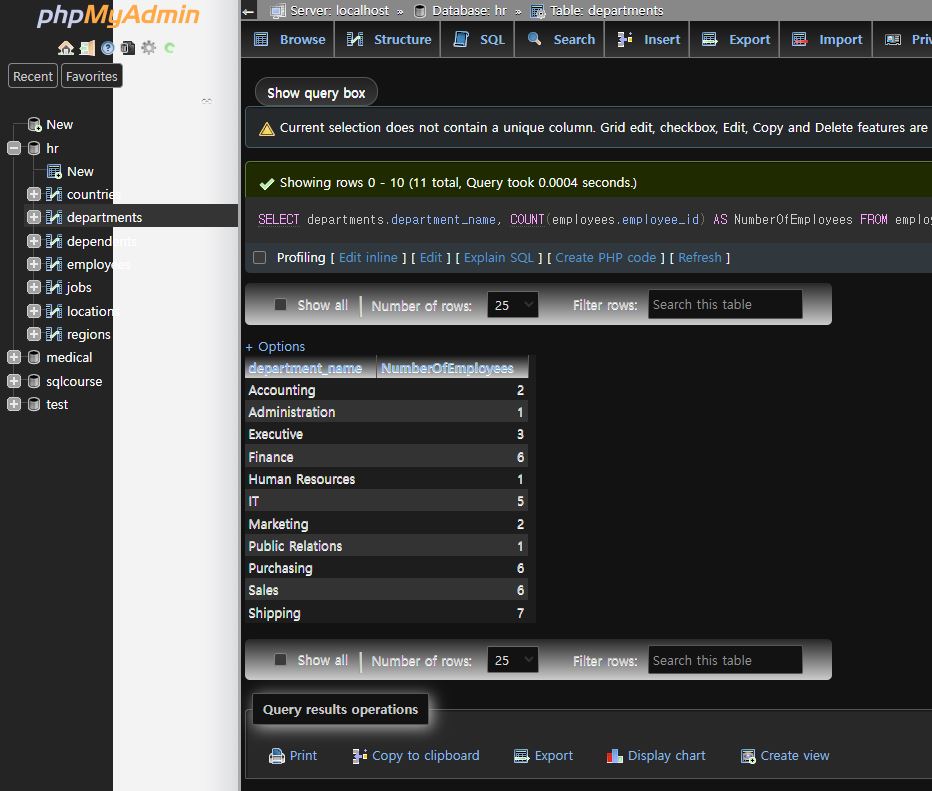 phpMyAdmin
Recent Favorites
New
hr
New
countries
departments
dependents
employees
jobs
locations
regions
medical
sqlcourse
test
Server: localhost » Database: hr » Table: departments
Browse Structure SQL Search Insert Export Import Priv
Show query box
Current selection does not contain a unique column. Grid edit, checkbox, Edit, Copy and Delete features are
Showing rows 0 - 10 (11 total, Query took 0.0004 seconds.)
SELECT departments.department_name, COUNT(employees.employee_id) AS NumberOfEmployees FROM employ
Profiling [ Edit inline ] [ Edit ] [ Explain SQL ] [ Create PHP code ] [ Refresh ]
Show all | Number of rows: 25 Filter rows: Search this table
+ Options
department_name NumberOfEmployees
Accounting 2
Administration 1
Executive 3
Finance 6
Human Resources 1
IT 5
Marketing 2
Public Relations 1
Purchasing 6
Sales 6
Shipping 7
Show all | Number of rows: 25 Filter rows: Search this table
Query results operations
Print Copy to clipboard Export Display chart Create view